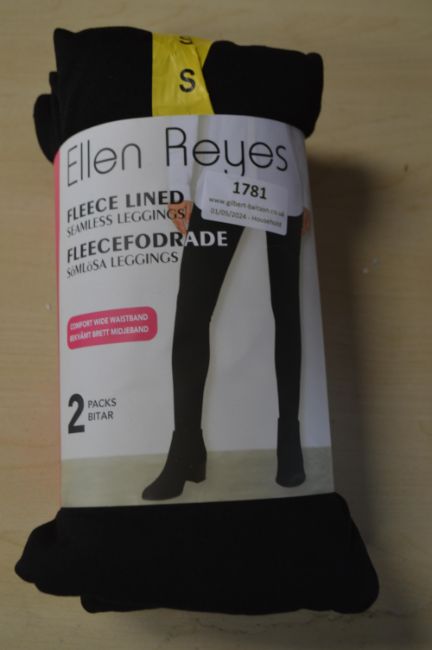 S
S
Ellen Reyes
1781
www.gilbert-baitson.co.uk
01/05/2024 - Household
FLEECE LINED
SEAMLESS LEGGINGS
FLEECEFODRADE
SöMLöSA LEGGINGS
COMFORT WIDE WAISTBAND
BEKVÄMT BRETT MIDJEBAND
2 PACKS
BITAR